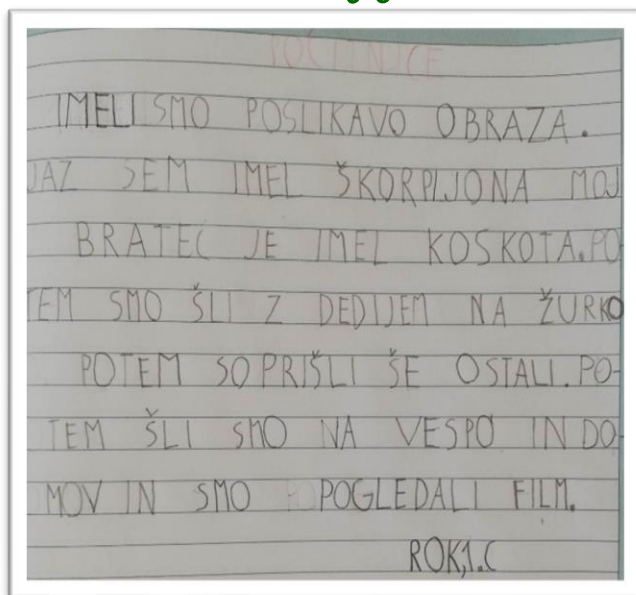 POČITNICE
IMELI SMO POSLIKAVO OBRAZA.
JAZ SEM IMEL ŠKORPIJONA MOJ
BRATEC JE IMEL KOSKOTA. PO
TEM SMO ŠLI Z DEDIJEM NA ŽURKO
POTEM SO PRIŠLI ŠE OSTALI. PO-
TEM ŠLI SMO NA VESPO IN DO-
MOV IN SMO POGLEDALI FILM.
ROK, 1. C